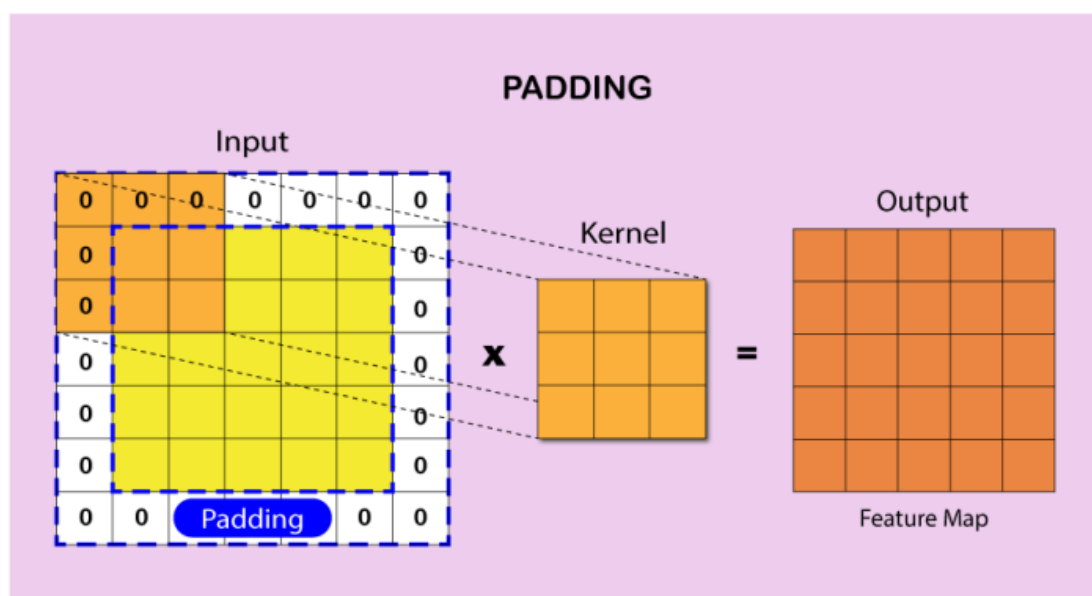 PADDING
Input
0 0 0 0 0 0 0
0 0
0 0
0 0
0 0
0 0
0 0 Padding 0 0
x
Kernel
=
Output
Feature Map